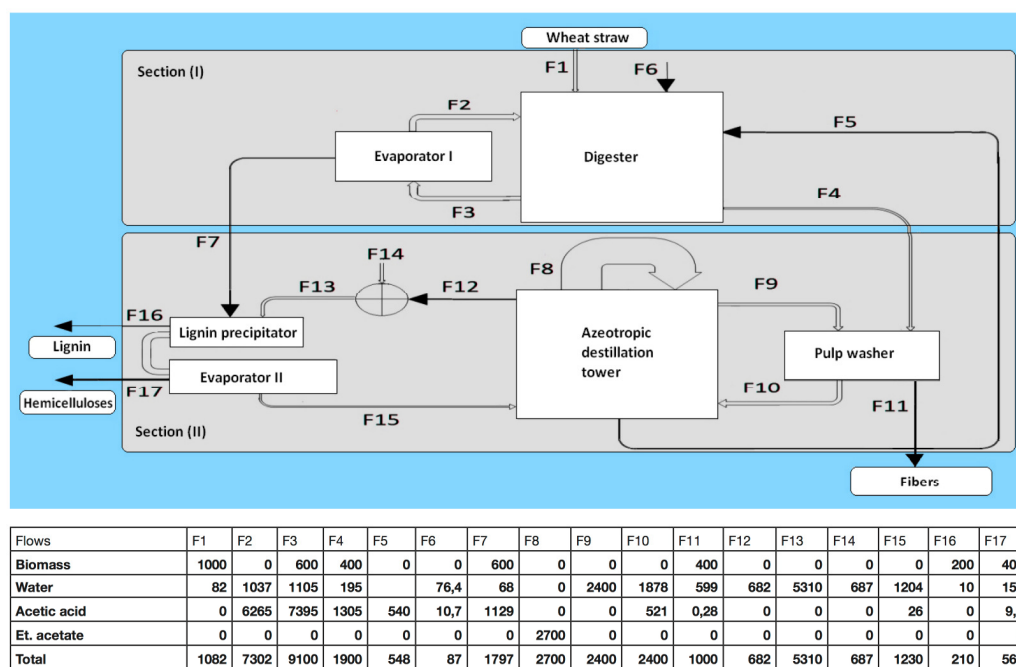 Wheat straw
Section (I)
F1
F6
F2
F5
Evaporator I
Digester
F3
F4
F7
F14
F8
F13
F12
F9
F16
Lignin precipitator
Azeotropic
destillation
tower
Pulp washer
Lignin
Evaporator II
F17
F10
Hemicelluloses
F15
F11
Section (II)
Fibers
Flows F1 F2 F3 F4 F5 F6 F7 F8 F9 F10 F11 F12 F13 F14 F15 F16 F17
Biomass 1000 0 600 400 0 0 600 0 0 0 400 0 0 0 0 200 40
Water 82 1037 1105 195 76,4 68 0 2400 1878 599 682 5310 687 1204 10 15
Acetic acid 0 6265 7395 1305 540 10,7 1129 0 0 521 0,28 0 0 0 26 0 9,
Et. acetate 0 0 0 0 0 0 0 2700 0 0 0 0 0 0 0 0
Total 1082 7302 9100 1900 548 87 1797 2700 2400 2400 1000 682 5310 687 1230 210 56